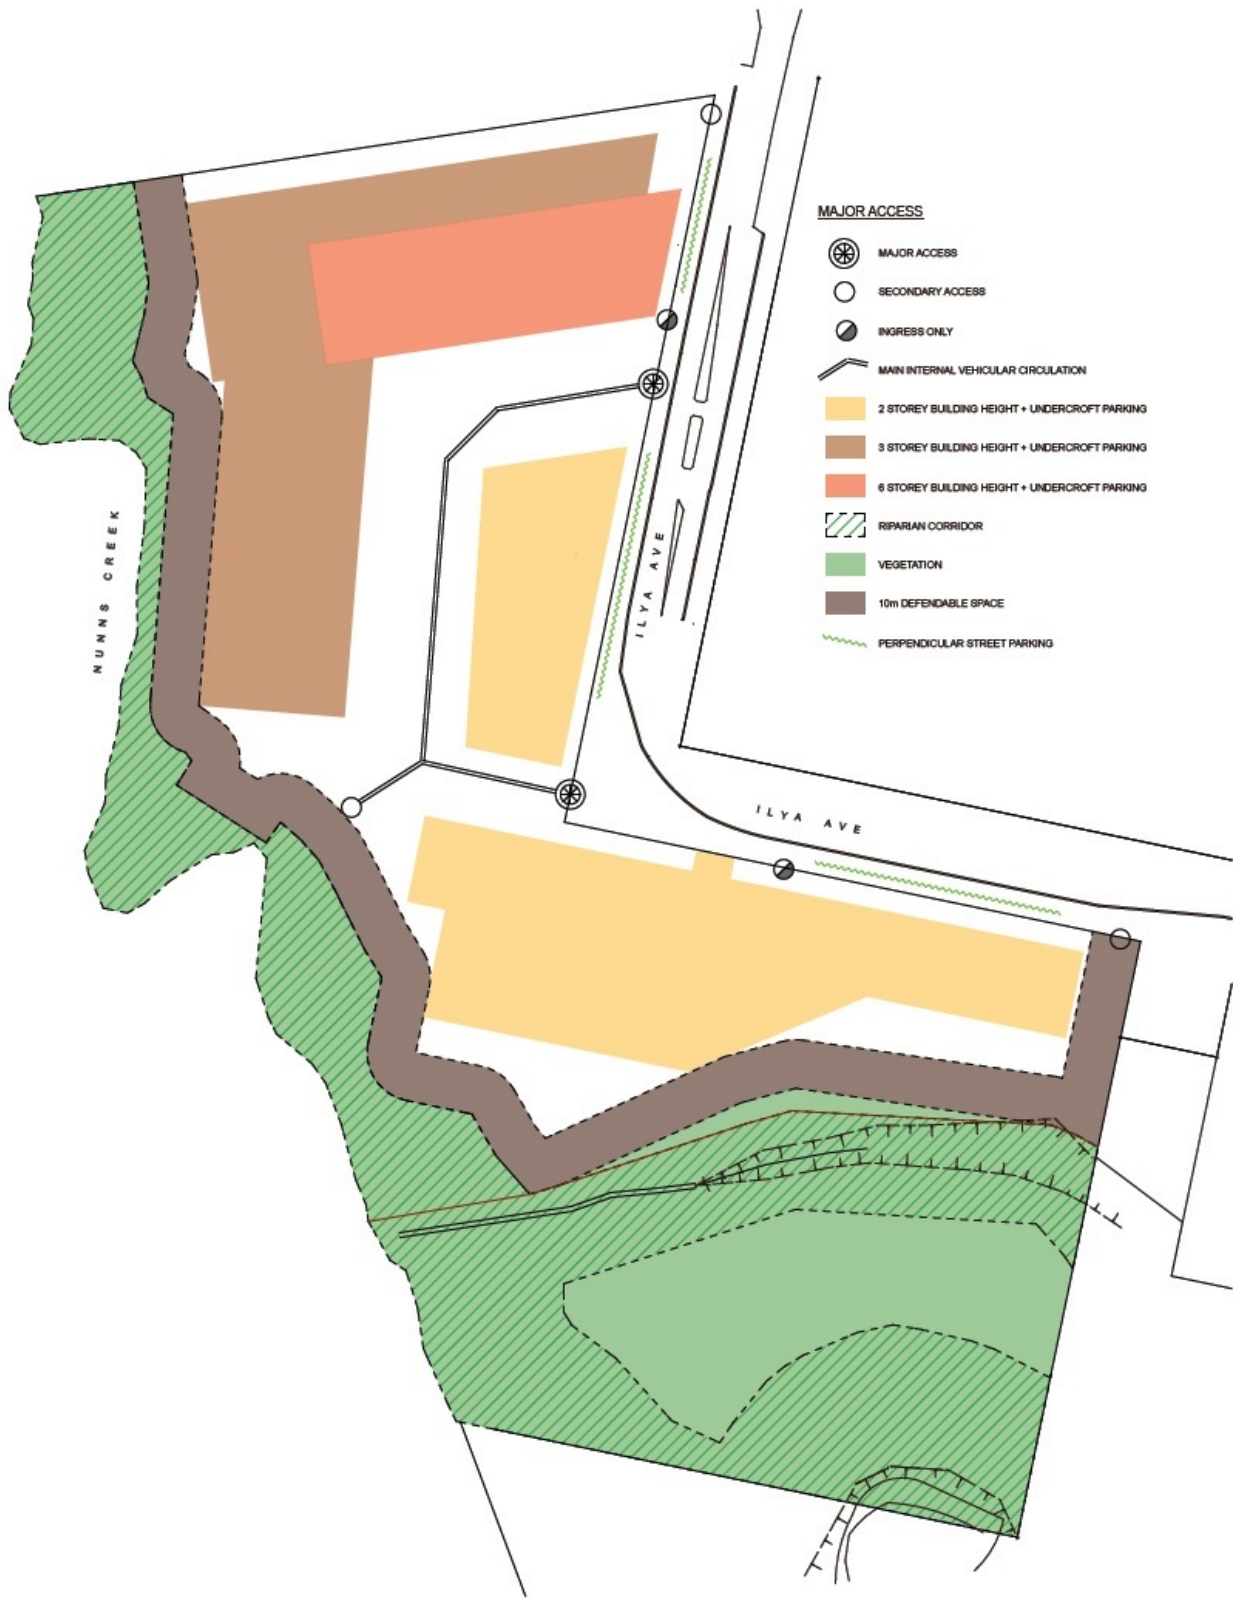 MAJOR ACCESS
MAJOR ACCESS
SECONDARY ACCESS
INGRESS ONLY
MAIN INTERNAL VEHICULAR CIRCULATION
2 STOREY BUILDING HEIGHT + UNDERCROFT PARKING
3 STOREY BUILDING HEIGHT + UNDERCROFT PARKING
6 STOREY BUILDING HEIGHT + UNDERCROFT PARKING
RIPARIAN CORRIDOR
VEGETATION
10m DEFENDABLE SPACE
PERPENDICULAR STREET PARKING
NUNNS CREEK
ILYA AVE
ILYA AVE